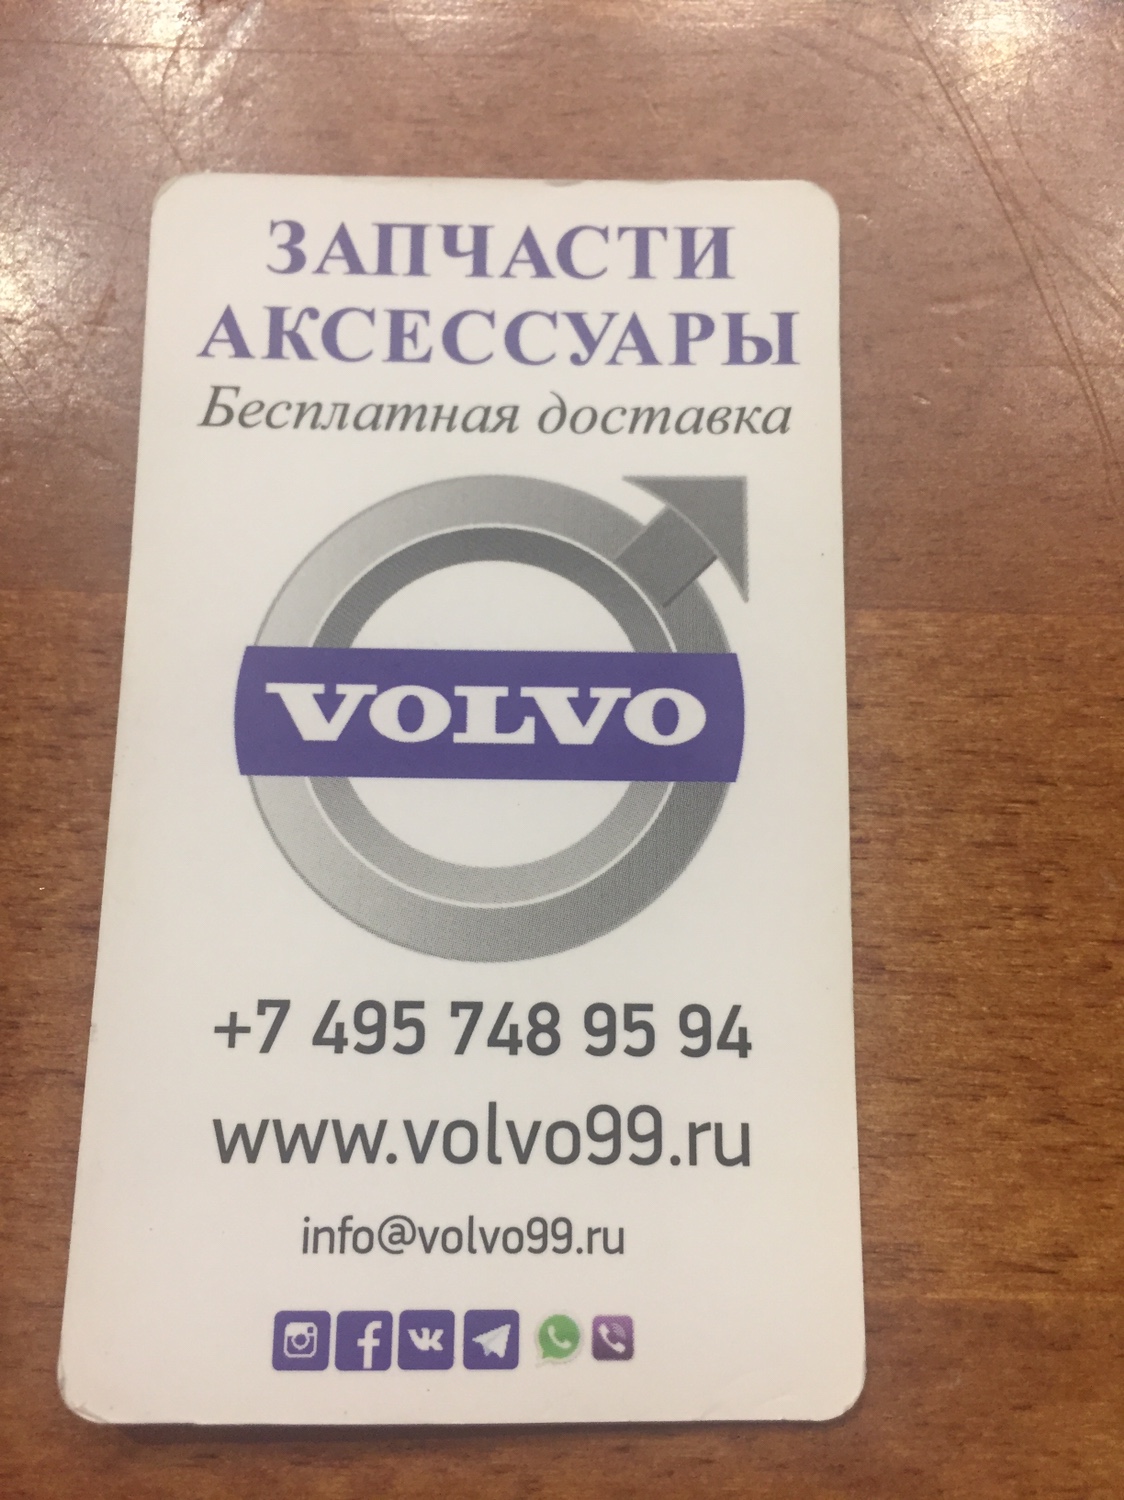 ЗАПЧАСТИ
АКСЕССУАРЫ
Бесплатная доставка
VOLVO
+7 495 748 95 94
www.volvo99.ru
info@volvo99.ru